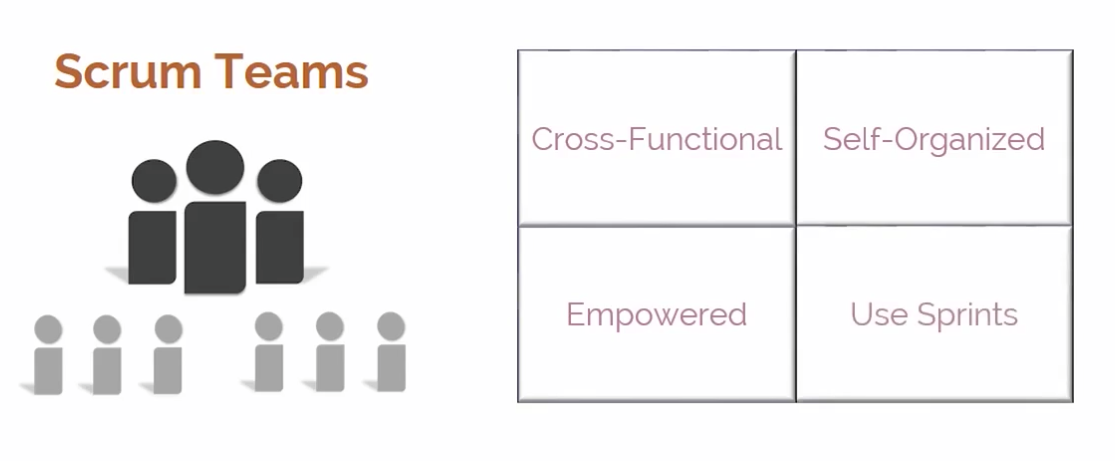 Scrum Teams
Cross-Functional
Self-Organized
Empowered
Use Sprints